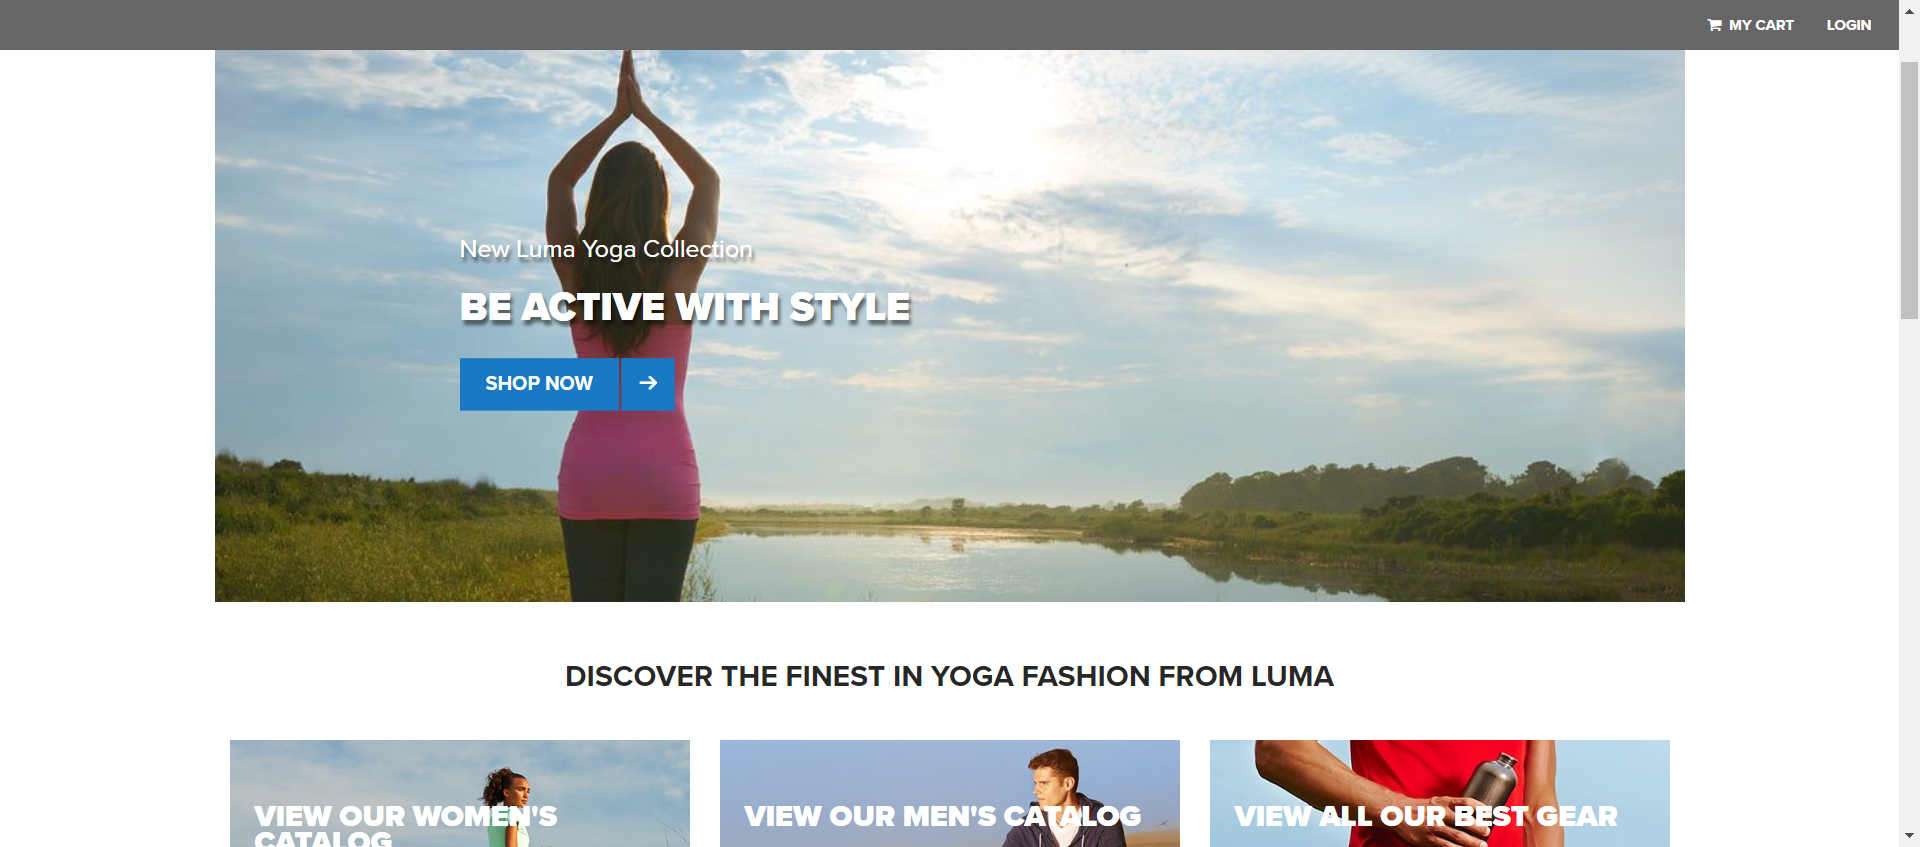 MY CART
LOGIN
New Luma Yoga Collection
BE ACTIVE WITH STYLE
SHOP NOW
DISCOVER THE FINEST IN YOGA FASHION FROM LUMA
VIEW OUR WOMEN'S
CATALOG
VIEW OUR MEN'S CATALOG
VIEW ALL OUR BEST GEAR